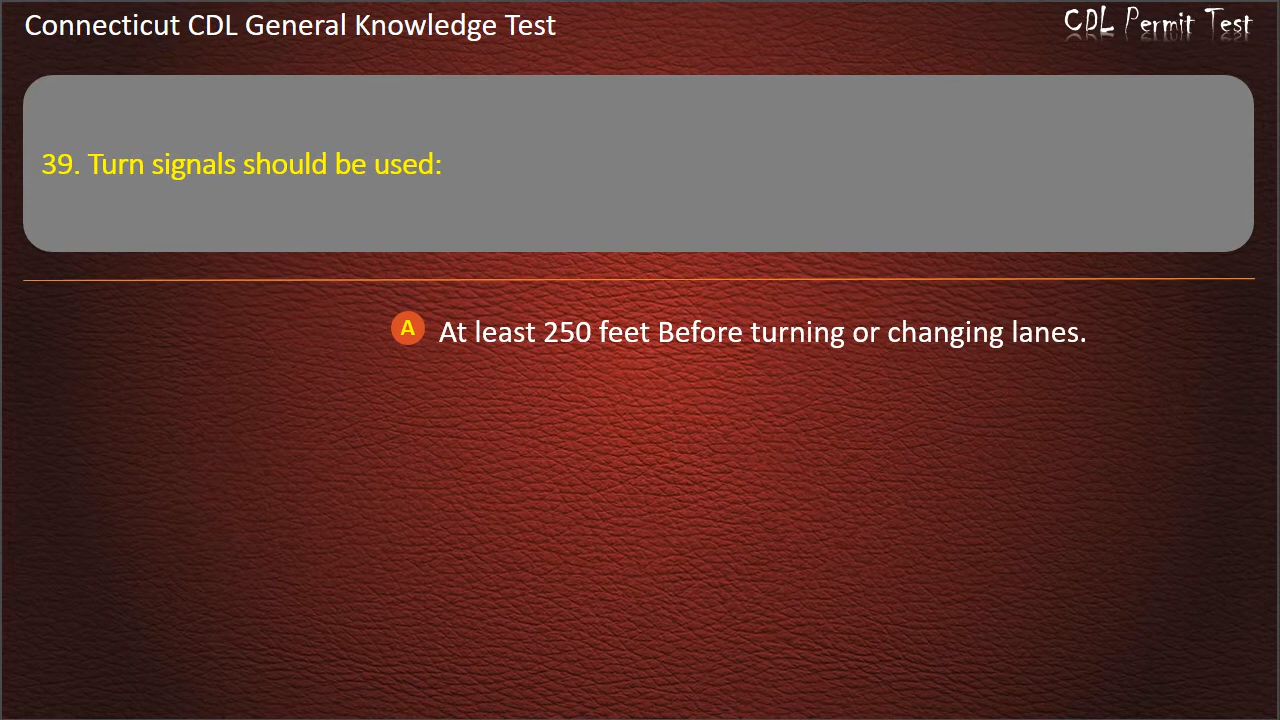 Connecticut CDL General Knowledge Test
CDL Permit Test
39. Turn signals should be used:
A At least 250 feet Before turning or changing lanes.